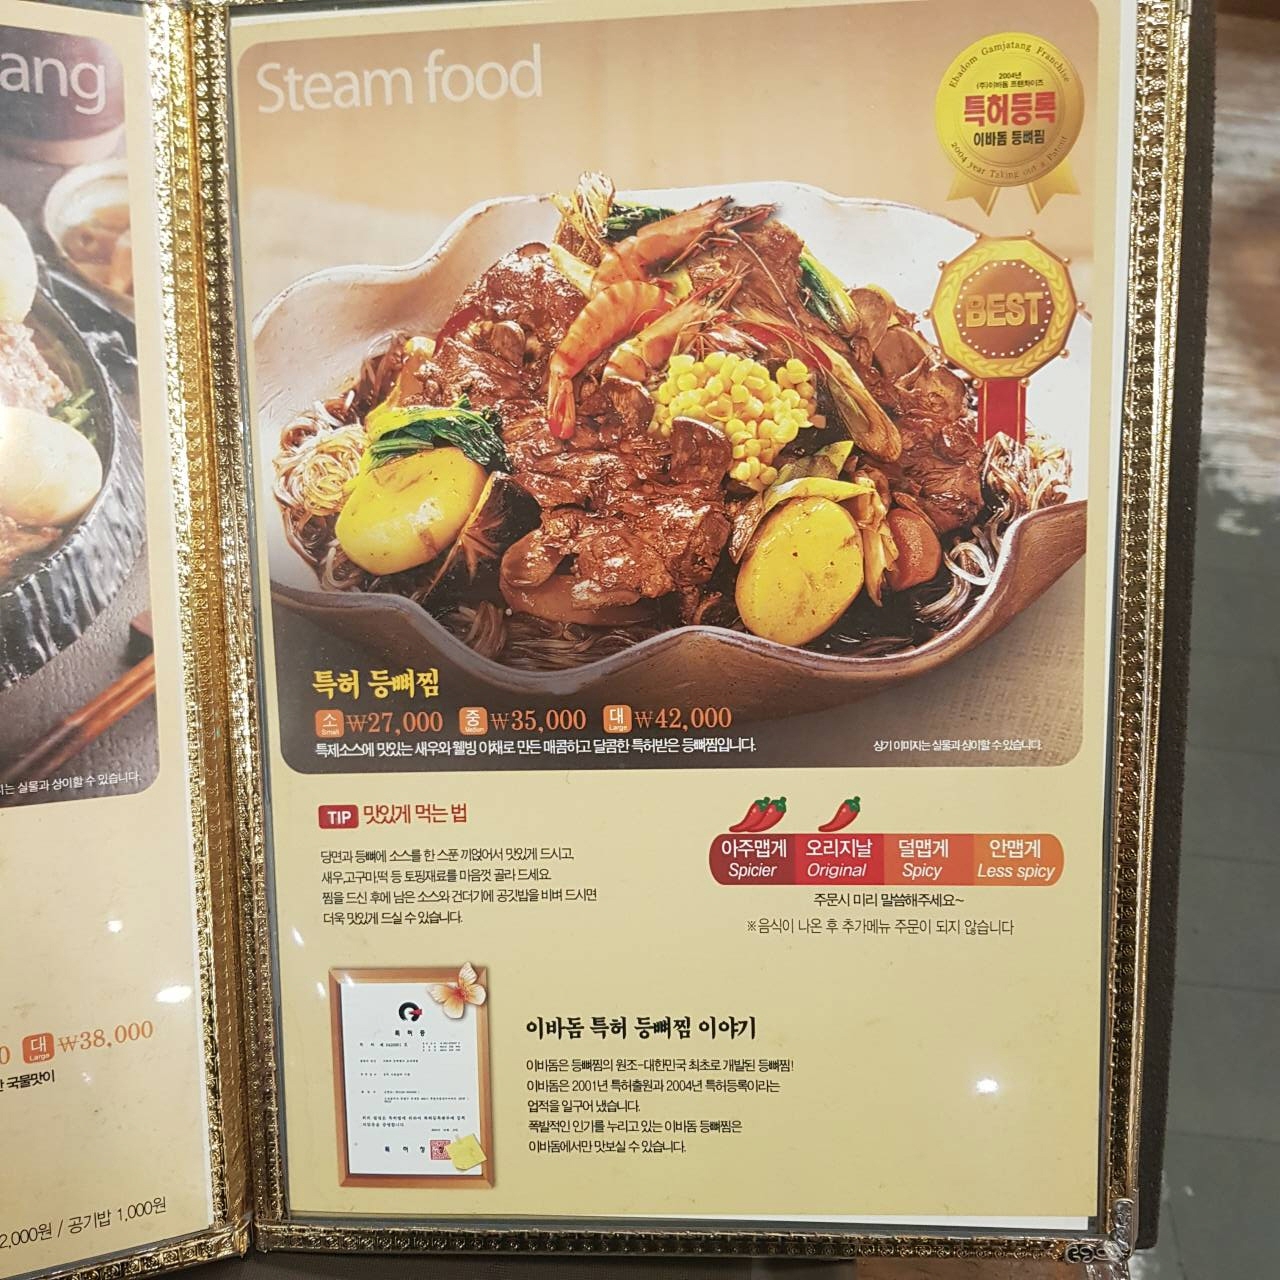 ang
는 실물과 상이할 수 있습니다.
0 대 Large ₩38,000
한 국물맛이
2,000원 / 공기밥 1,000원
Steam food
Ebadom Gamjatang Franchise
2004년
(주)이바돔 프랜차이즈
특허등록
이바돔 등뼈찜
2004 year Taking out a Patent
BEST
특허 등뼈찜
소 Small ₩27,000 중 Medium ₩35,000 대 Large ₩42,000
특제소스에 맛있는 새우와 웰빙 야채로 만든 매콤하고 달콤한 특허받은 등뼈찜입니다.
상기 이미지는 실물과 상이할 수 있습니다.
TIP 맛있게 먹는 법
당면과 등뼈에 소스를 한 스푼 끼얹어서 맛있게 드시고,
새우,고구마,떡 등 토핑재료를 마음껏 골라 드세요.
찜을 드신 후에 남은 소스와 건더기에 공깃밥을 비벼 드시면
더욱 맛있게 드실 수 있습니다.
아주맵게 오리지날 덜맵게 안맵게
Spicier Original Spicy Less spicy
주문시 미리 말씀해주세요~
※음식이 나온 후 추가메뉴 주문이 되지 않습니다
특 허 증
특 허 청
이바돔 특허 등뼈찜 이야기
이바돔은 등뼈찜의 원조-대한민국 최초로 개발된 등뼈찜!
이바돔은 2001년 특허출원과 2004년 특허등록이라는
업적을 일구어 냈습니다.
폭발적인 인기를 누리고 있는 이바돔 등뼈찜은
이바돔에서만 맛보실 수 있습니다.